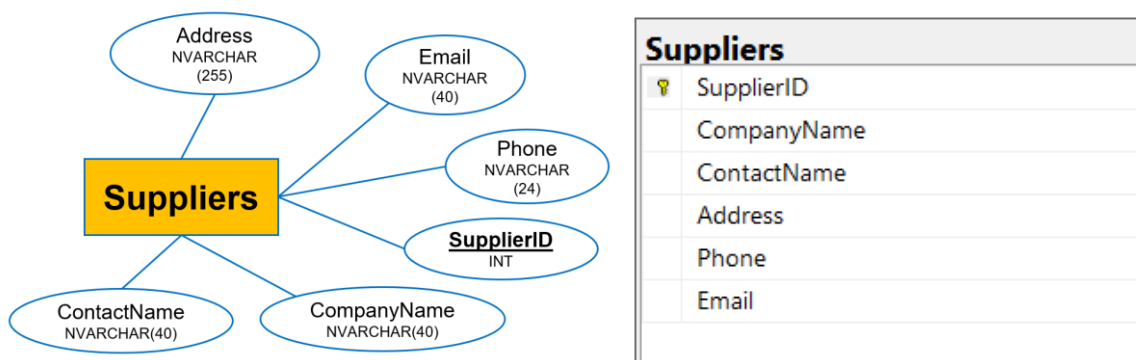 Address
NVARCHAR
(255)
Email
NVARCHAR
(40)
Phone
NVARCHAR
(24)
Suppliers
SupplierID
INT
ContactName
NVARCHAR(40)
CompanyName
NVARCHAR(40)
Suppliers
SupplierID
CompanyName
ContactName
Address
Phone
Email